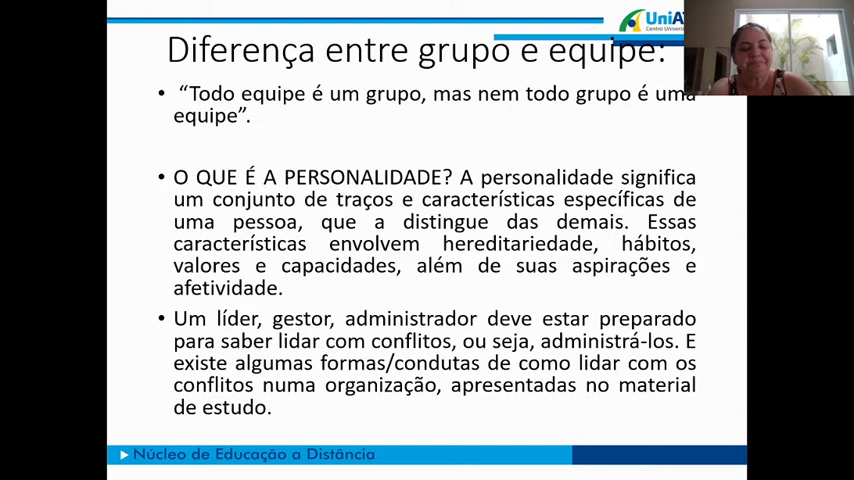 UniA
Centro Univers
Diferença entre grupo e equipe:
• “Todo equipe é um grupo, mas nem todo grupo é uma
equipe”.
• O QUE É A PERSONALIDADE? A personalidade significa
um conjunto de traços e características específicas de
uma pessoa, que a distingue das demais. Essas
características envolvem hereditariedade, hábitos,
valores e capacidades, além de suas aspirações e
afetividade.
• Um líder, gestor, administrador deve estar preparado
para saber lidar com conflitos, ou seja, administrá-los. E
existe algumas formas/condutas de como lidar com os
conflitos numa organização, apresentadas no material
de estudo.
Núcleo de Educação a Distância